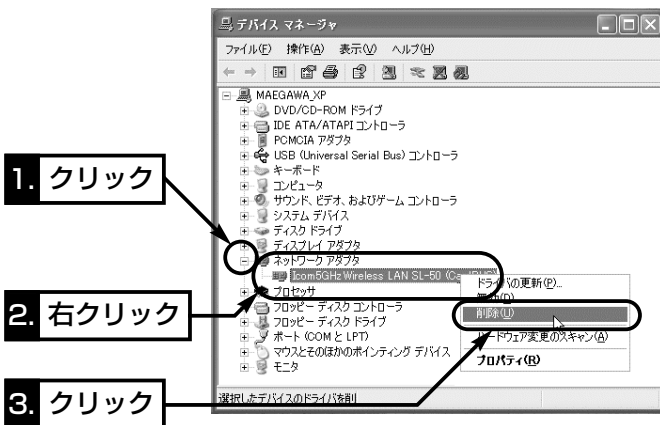 デバイス マネージャ
ファイル(F) 操作(A) 表示(V) ヘルプ(H)
MAEGAWA_XP
DVD/CD-ROM ドライブ
IDE ATA/ATAPI コントローラ
PCMCIA アダプタ
USB (Universal Serial Bus) コントローラ
キーボード
コンピュータ
サウンド、ビデオ、およびゲーム コントローラ
システム デバイス
ディスク ドライブ
ディスプレイ アダプタ
ネットワーク アダプタ
Icom5GHz Wireless LAN SL-50
プロセッサ
フロッピー ディスク コントローラ
フロッピー ディスク ドライブ
ポート (COM と LPT)
マウスとそのほかのポインティング デバイス
モニタ
ドライバの更新(P)...
削除(U)
ハードウェア変更のスキャン(A)
プロパティ(R)
選択したデバイスのドライバを削
1. クリック
2. 右クリック
3. クリック